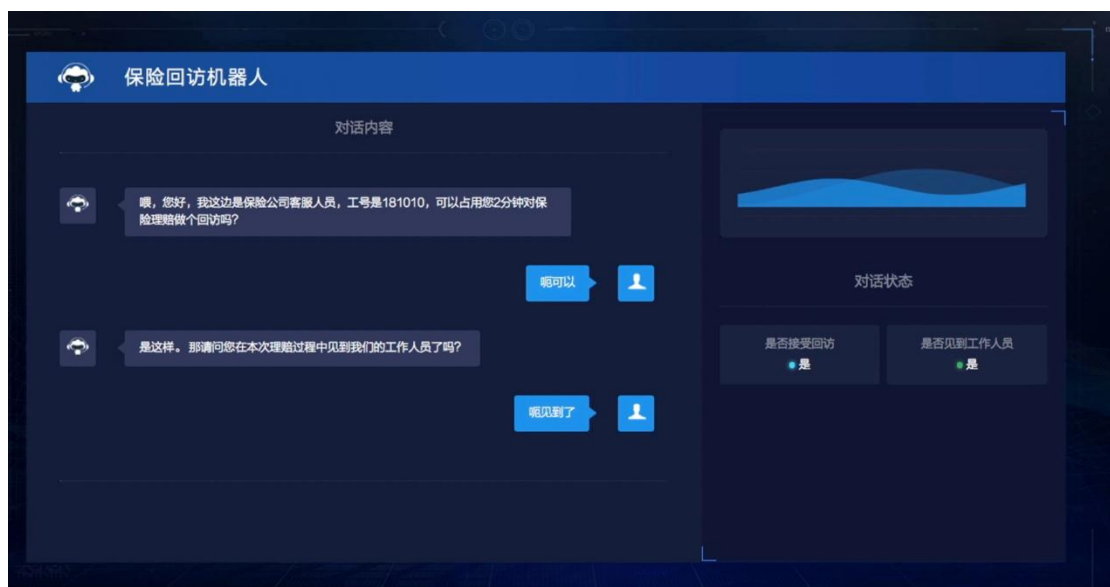 保险回访机器人
对话内容
喂，您好，我这边是保险公司客服人员，工号是181010，可以占用您2分钟对保
险理赔做个回访吗？
呃可以
是这样。那请问您在本次理赔过程中见到我们的工作人员了吗？
呃见到了
对话状态
是否接受回访
是
是否见到工作人员
是